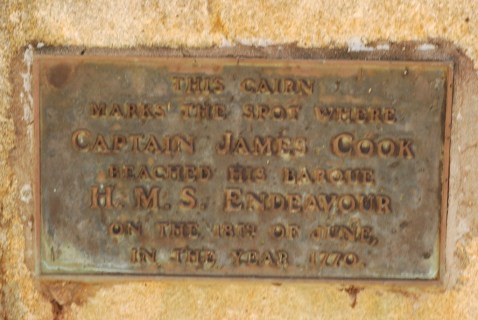 THIS CAIRN
MARKS THE SPOT WHERE
CAPTAIN JAMES COOK
BEACHED HIS BARQUE
H.M.S. ENDEAVOUR
ON THE 18TH OF JUNE,
IN THE YEAR 1770.